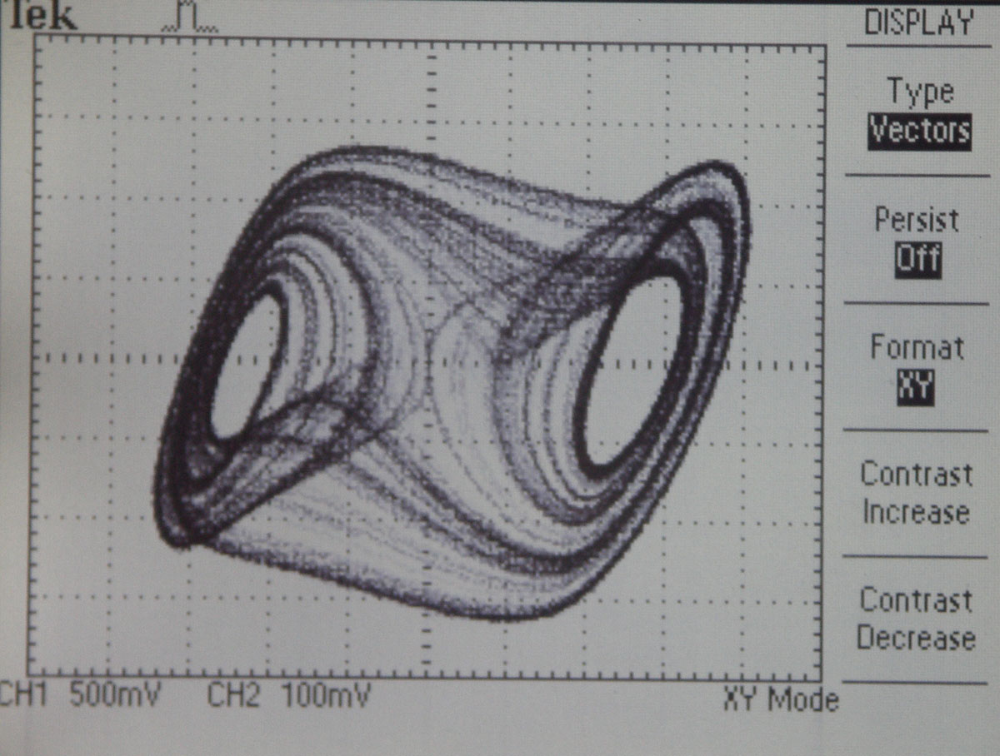 Tek
DISPLAY
Type
Vectors
Persist
Off
Format
XY
Contrast
Increase
Contrast
Decrease
CH1 500mV CH2 100mV XY Mode